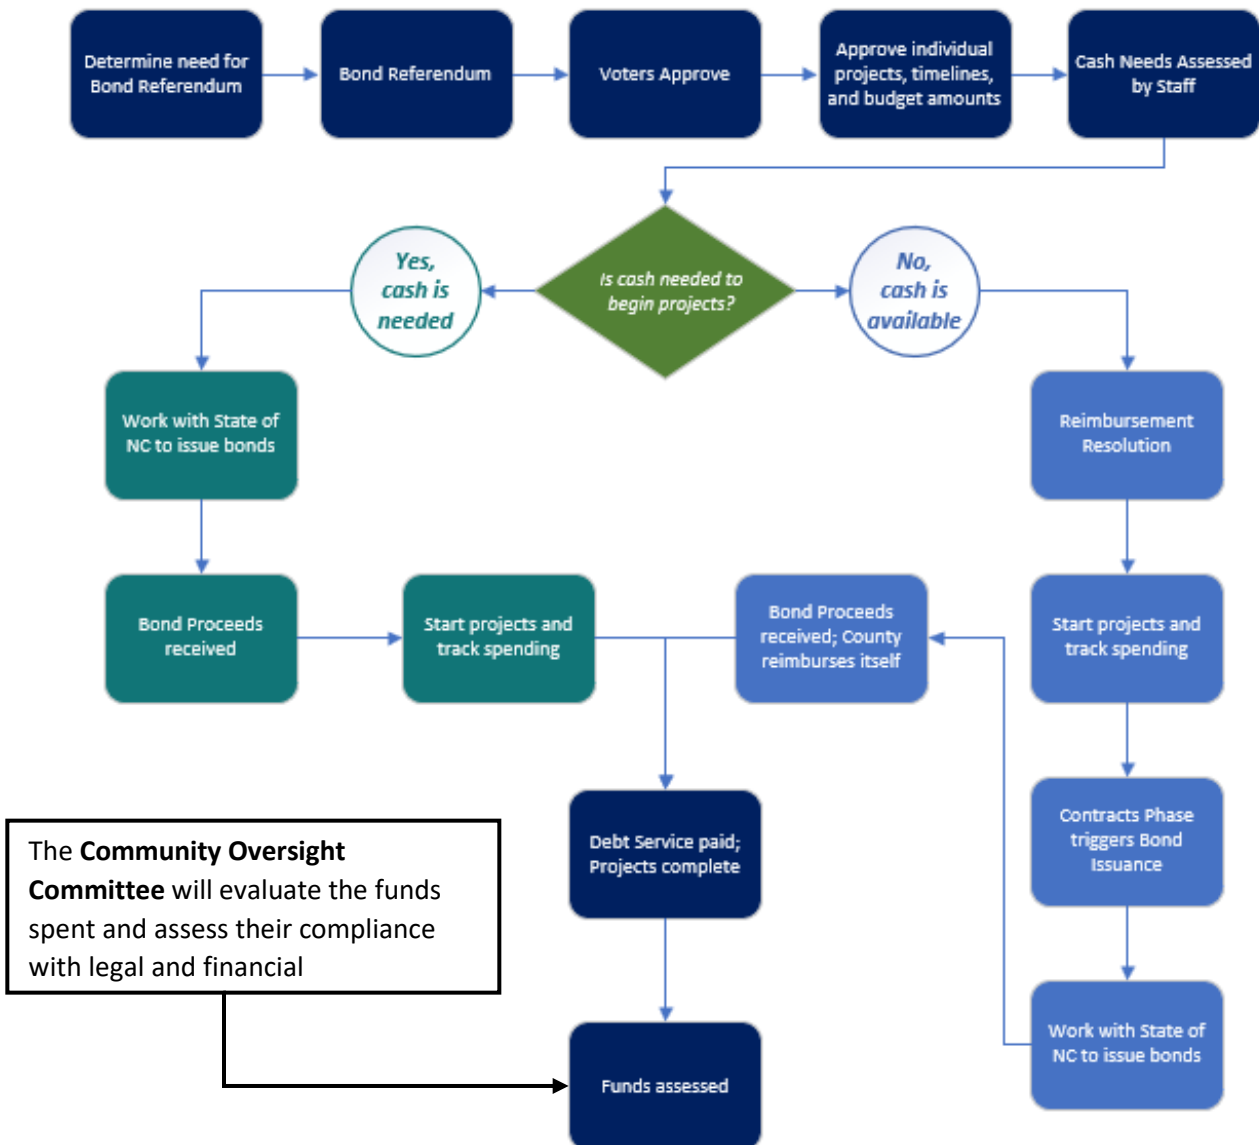 Determine need for
Bond Referendum
Bond Referendum
Voters Approve
Approve individual
projects, timelines,
and budget amounts
Cash Needs Assessed
by Staff
Yes,
cash is
needed
Is cash needed to
begin projects?
No,
cash is
available
Work with State of
NC to issue bonds
Reimbursement
Resolution
Bond Proceeds
received
Start projects and
track spending
Bond Proceeds
received; County
reimburses itself
Start projects and
track spending
Debt Service paid;
Projects complete
Contracts Phase
triggers Bond
Issuance
The Community Oversight
Committee will evaluate the funds
spent and assess their compliance
with legal and financial
Work with State of
NC to issue bonds
Funds assessed